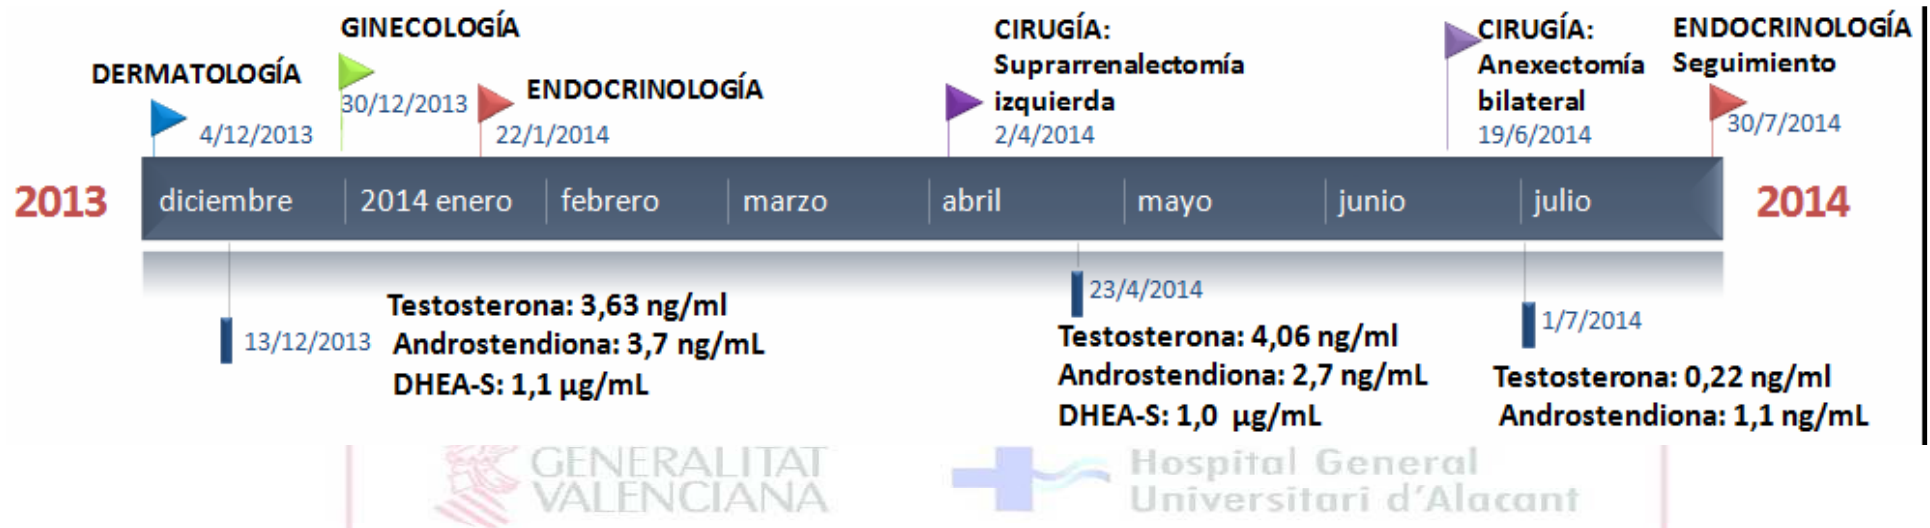 DERMATOLOGÍA
4/12/2013
GINECOLOGÍA
30/12/2013
ENDOCRINOLOGÍA
22/1/2014
CIRUGÍA:
Suprarrenalectomía
izquierda
2/4/2014
CIRUGÍA:
Anexectomía
bilateral
19/6/2014
ENDOCRINOLOGÍA
Seguimiento
30/7/2014
2013
diciembre
2014 enero
febrero
marzo
abril
mayo
junio
julio
2014
13/12/2013
Testosterona: 3,63 ng/ml
Androstendiona: 3,7 ng/mL
DHEA-S: 1,1 µg/mL
23/4/2014
Testosterona: 4,06 ng/ml
Androstendiona: 2,7 ng/mL
DHEA-S: 1,0 µg/mL
1/7/2014
Testosterona: 0,22 ng/ml
Androstendiona: 1,1 ng/mL
GENERALITAT
VALENCIANA
Hospital General
Universitari d'Alacant